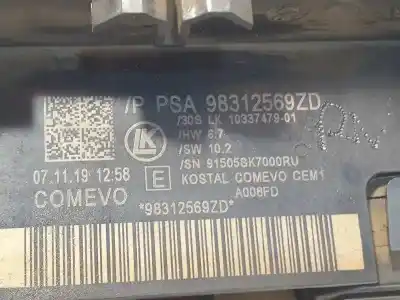 /P PSA 98312569ZD
/30S LK 10337479-01
/HW 6.7
/SW 10.2
/SN 91505SK7000RU
LK
07.11.19 12:58
E
KOSTAL COMEVO CEM1
COMEVO
A008FD
*98312569ZD*